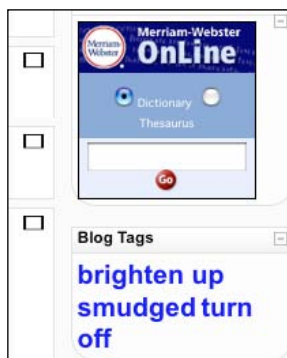 Merriam-Webster
OnLine
Merriam-
Webster
Dictionary
Thesaurus
Go
Blog Tags
brighten up
smudged turn
off